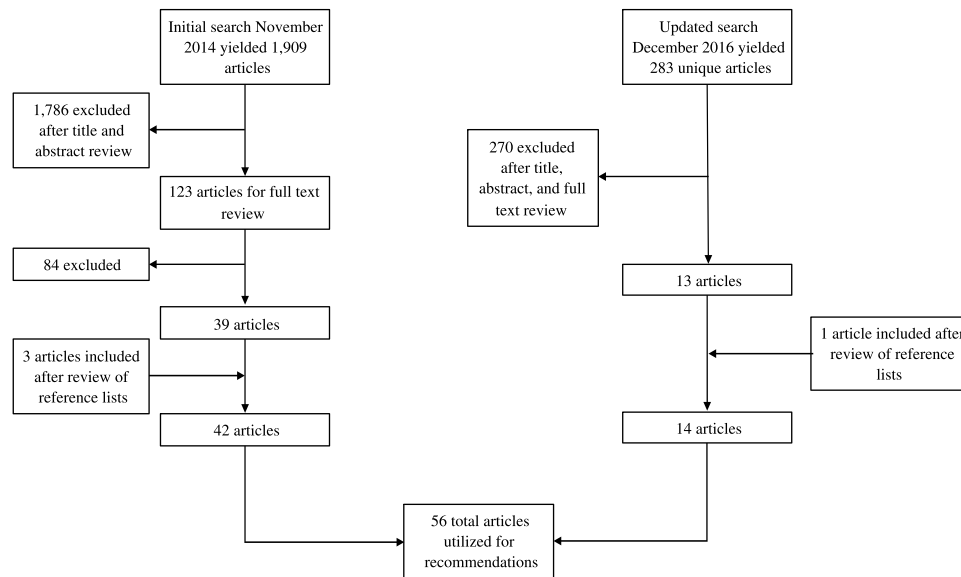 Initial search November
2014 yielded 1,909
articles
1,786 excluded
after title and
abstract review
123 articles for full text
review
84 excluded
39 articles
3 articles included
after review of
reference lists
42 articles
Updated search
December 2016 yielded
283 unique articles
270 excluded
after title,
abstract, and full
text review
13 articles
1 article included after
review of reference
lists
14 articles
56 total articles
utilized for
recommendations